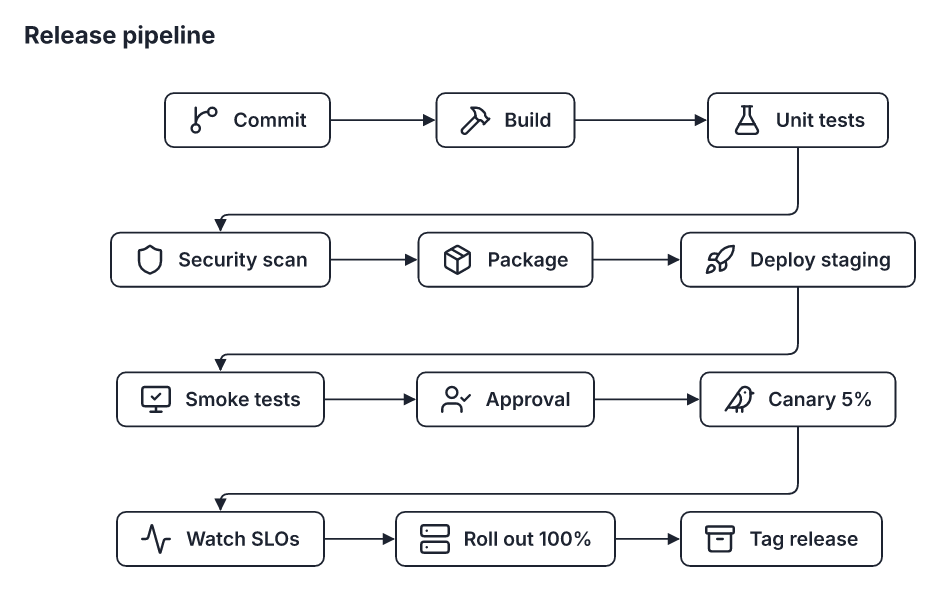 Release pipeline
Commit
Build
Unit tests
Security scan
Package
Deploy staging
Smoke tests
Approval
Canary 5%
Watch SLOs
Roll out 100%
Tag release